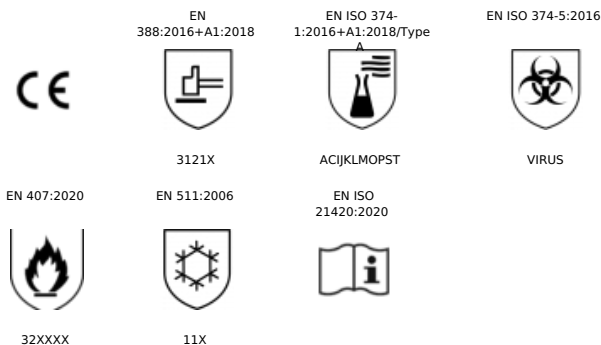 EN
388:2016+A1:2018
EN ISO 374-
1:2016+A1:2018/Type
A
EN ISO 374-5:2016
CE
3121X
ACIJKLMOPST
VIRUS
EN 407:2020
EN 511:2006
EN ISO
21420:2020
i
32XXXX
11X